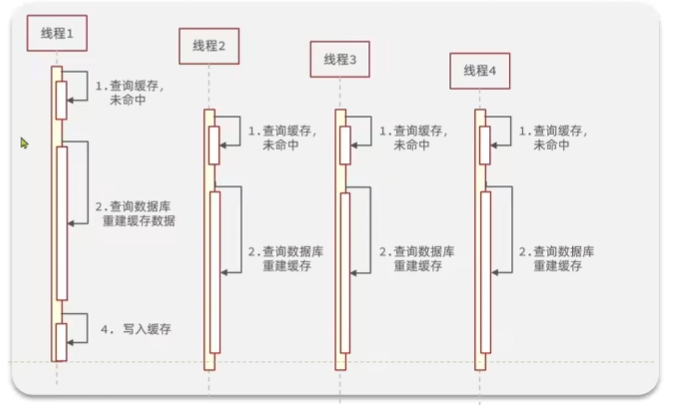 线程1
线程2
线程3
线程4
1.查询缓存，
未命中
1.查询缓存，
未命中
1.查询缓存，
未命中
1.查询缓存，
未命中
2.查询数据库
重建缓存数据
2.查询数据库
重建缓存
2.查询数据库
重建缓存
2.查询数据库
重建缓存
4. 写入缓存